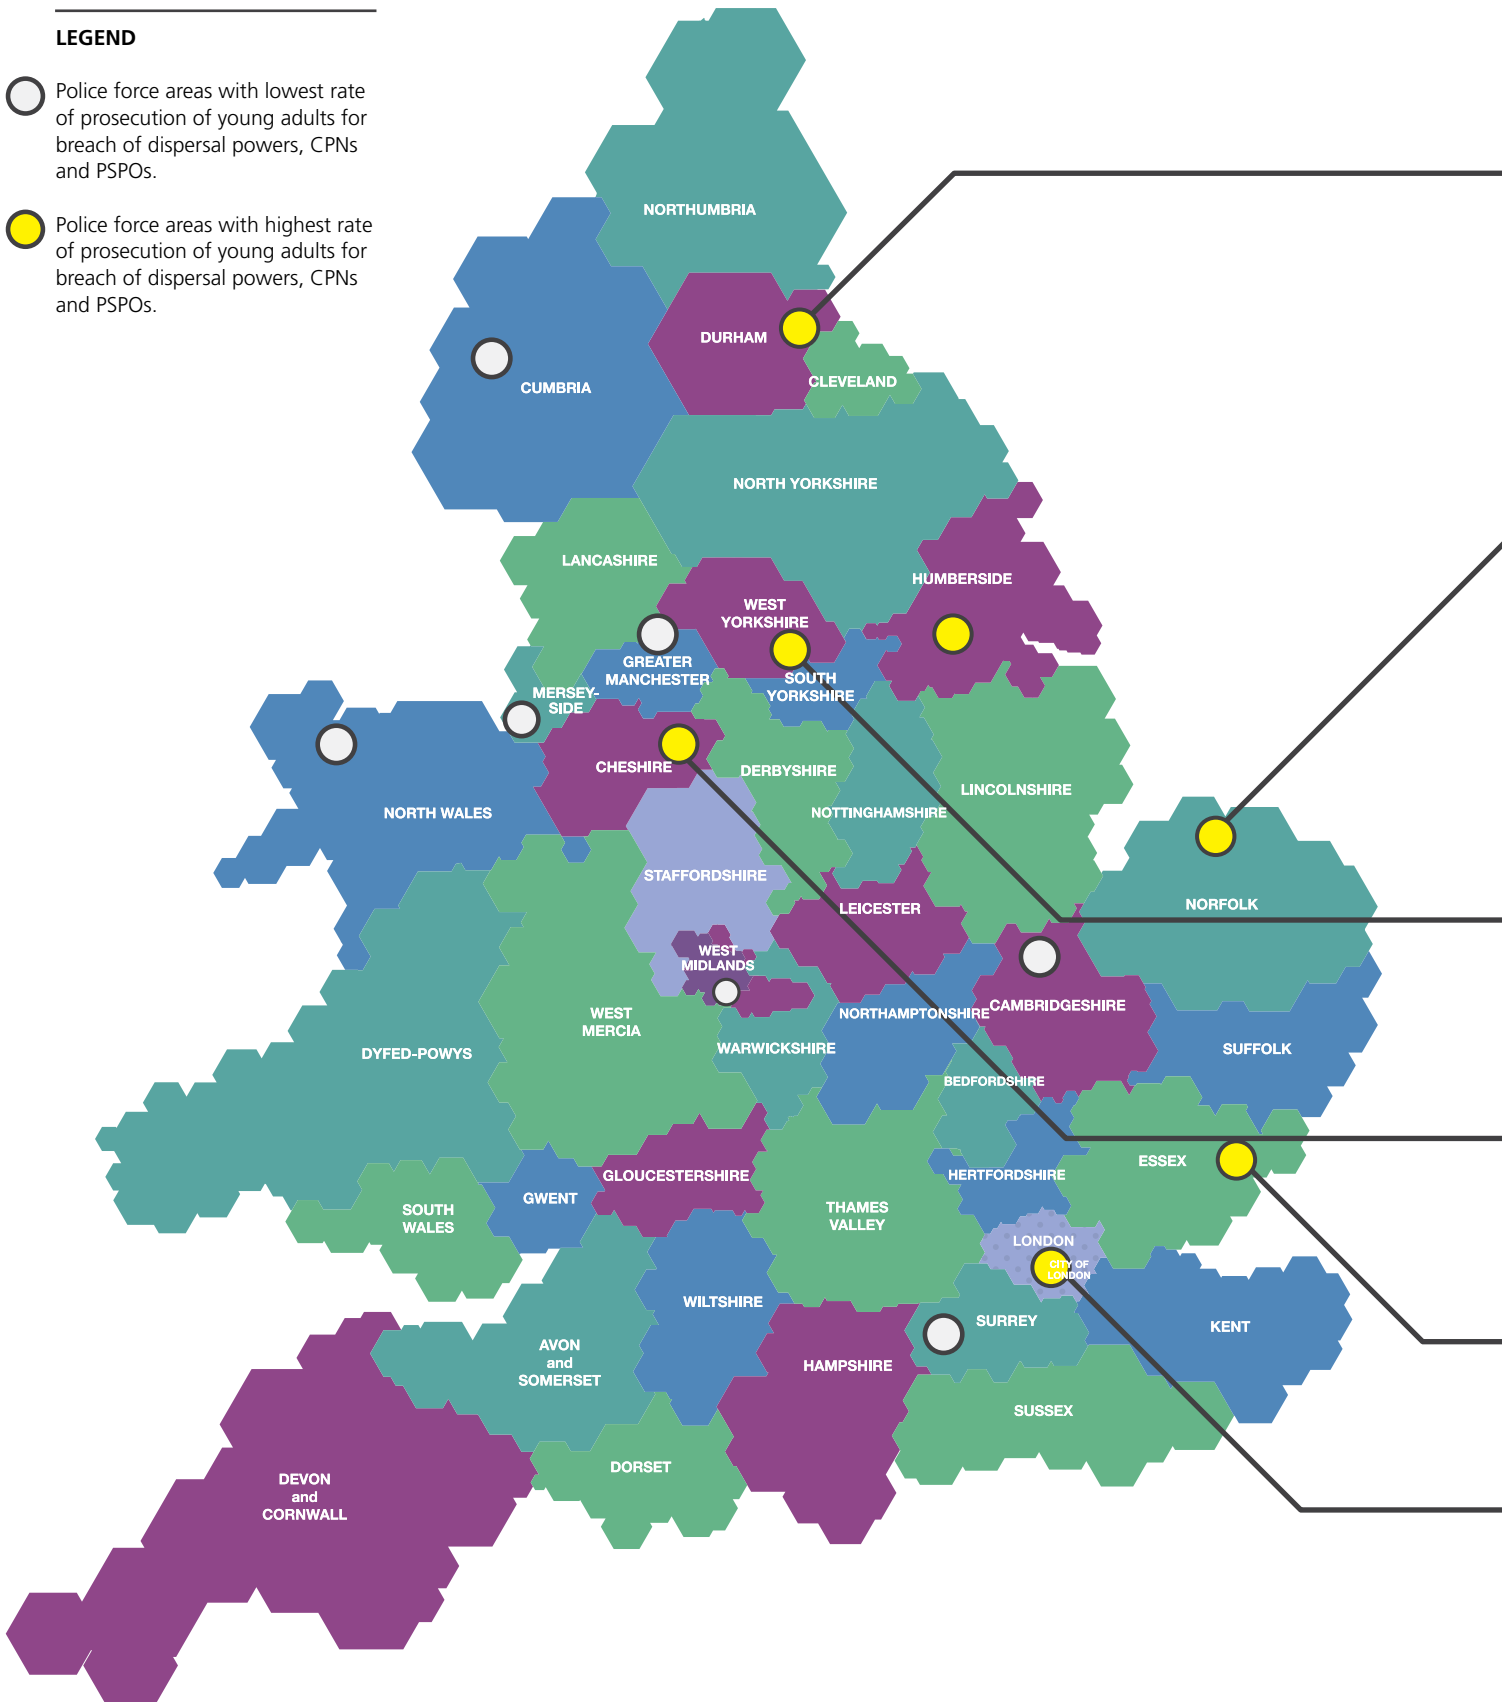 LEGEND
Police force areas with lowest rate
of prosecution of young adults for
breach of dispersal powers, CPNs
and PSPOs.
Police force areas with highest rate
of prosecution of young adults for
breach of dispersal powers, CPNs
and PSPOs.
NORTHUMBRIA
DURHAM
CLEVELAND
CUMBRIA
NORTH YORKSHIRE
LANCASHIRE
HUMBERSIDE
WEST
YORKSHIRE
GREATER
MANCHESTER
SOUTH
YORKSHIRE
MERSEY-
SIDE
CHESHIRE
DERBYSHIRE
LINCOLNSHIRE
NORTH WALES
NOTTINGHAMSHIRE
STAFFORDSHIRE
LEICESTER
NORFOLK
WEST
MIDLANDS
CAMBRIDGESHIRE
NORTHAMPTONSHIRE
WEST
MERCIA
WARWICKSHIRE
SUFFOLK
DYFED-POWYS
BEDFORDSHIRE
ESSEX
GLOUCESTERSHIRE
HERTFORDSHIRE
GWENT
SOUTH
WALES
THAMES
VALLEY
LONDON
CITY OF
LONDON
WILTSHIRE
SURREY
KENT
AVON
and
SOMERSET
HAMPSHIRE
SUSSEX
DORSET
DEVON
and
CORNWALL